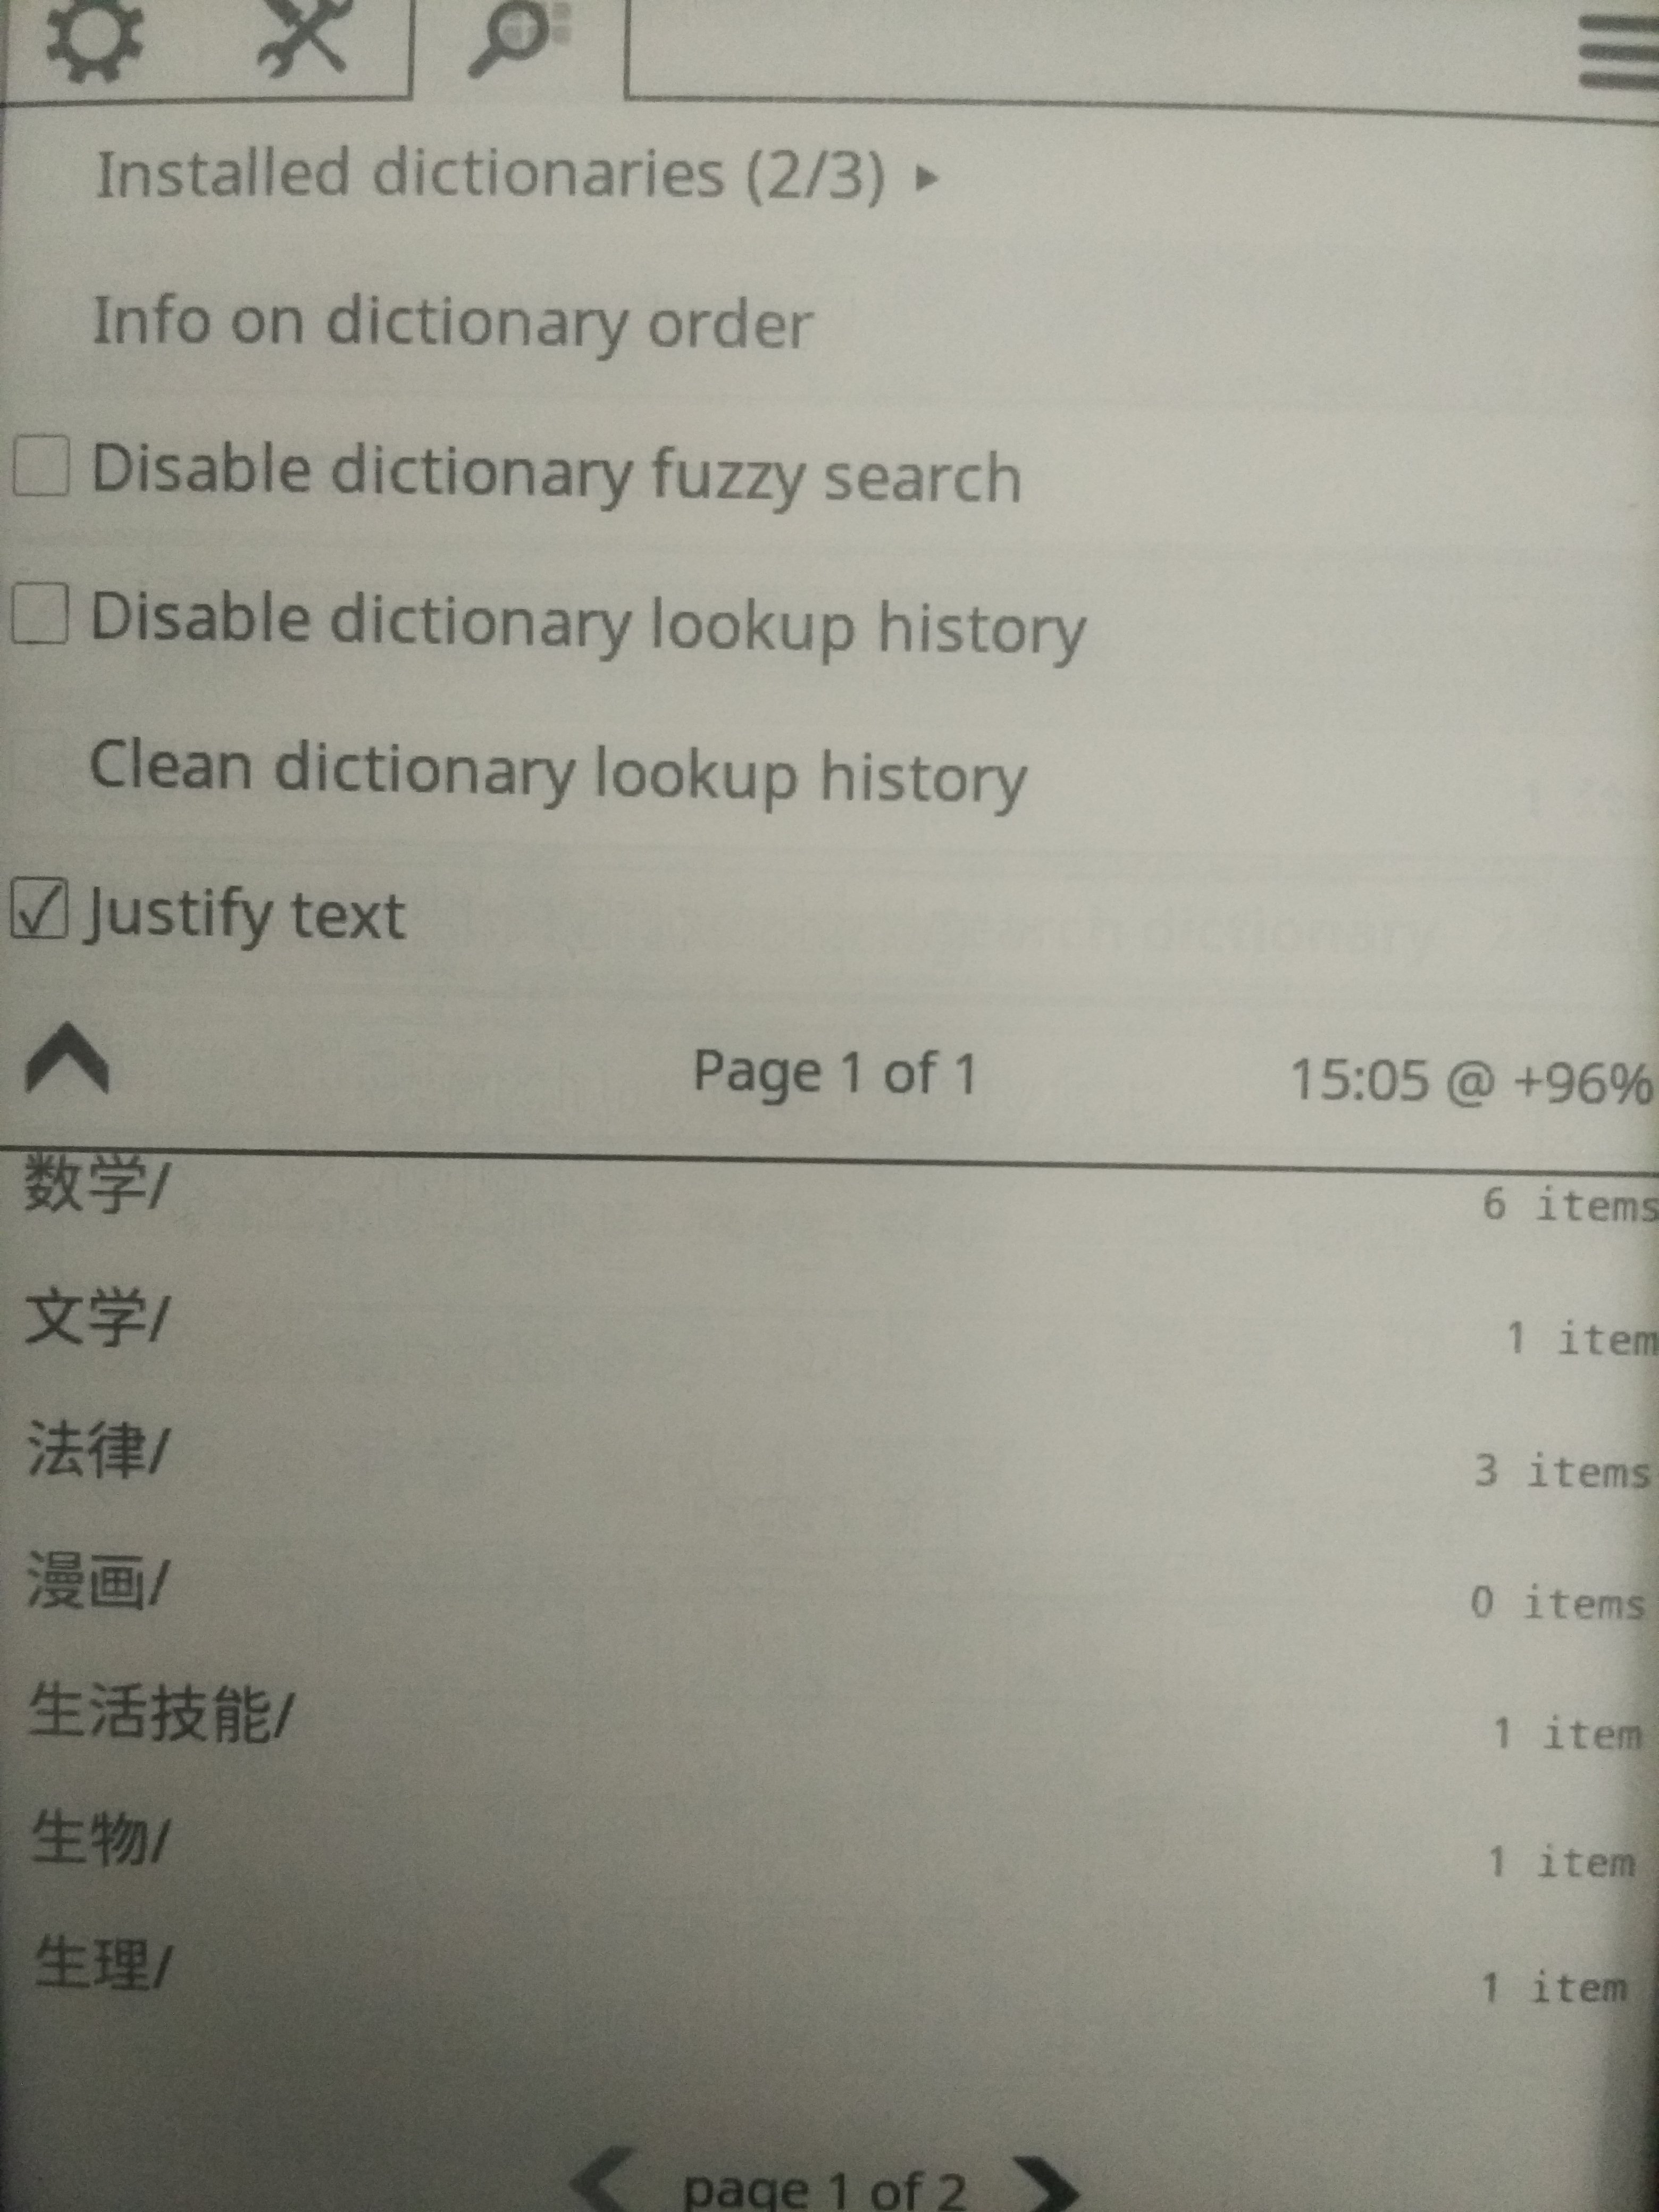 Installed dictionaries (2/3) ▸
Info on dictionary order
Disable dictionary fuzzy search
Disable dictionary lookup history
Clean dictionary lookup history
Justify text
Page 1 of 1 15:05 @ +96%
数学/ 6 items
文学/ 1 item
法律/ 3 items
漫画/ 0 items
生活技能/ 1 item
生物/ 1 item
生理/ 1 item
page 1 of 2